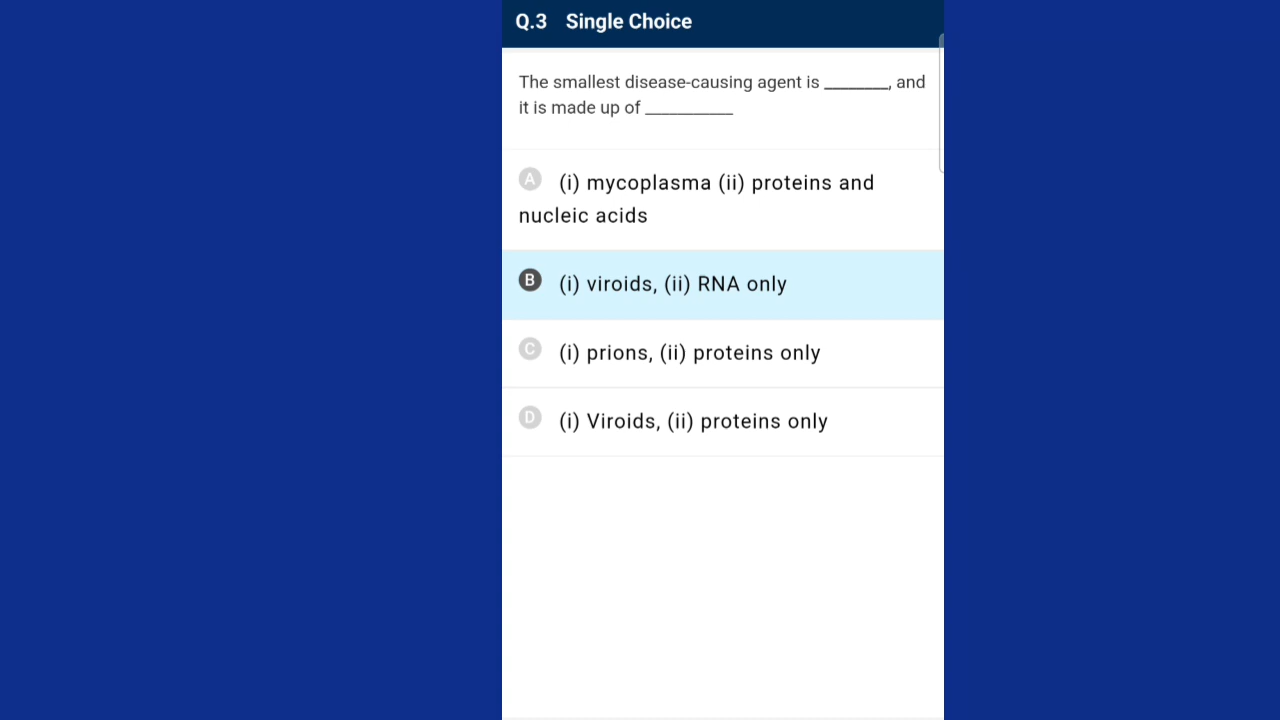 Q.3 Single Choice
The smallest disease-causing agent is ________, and
it is made up of ___________
A (i) mycoplasma (ii) proteins and
nucleic acids
B (i) viroids, (ii) RNA only
C (i) prions, (ii) proteins only
D (i) Viroids, (ii) proteins only